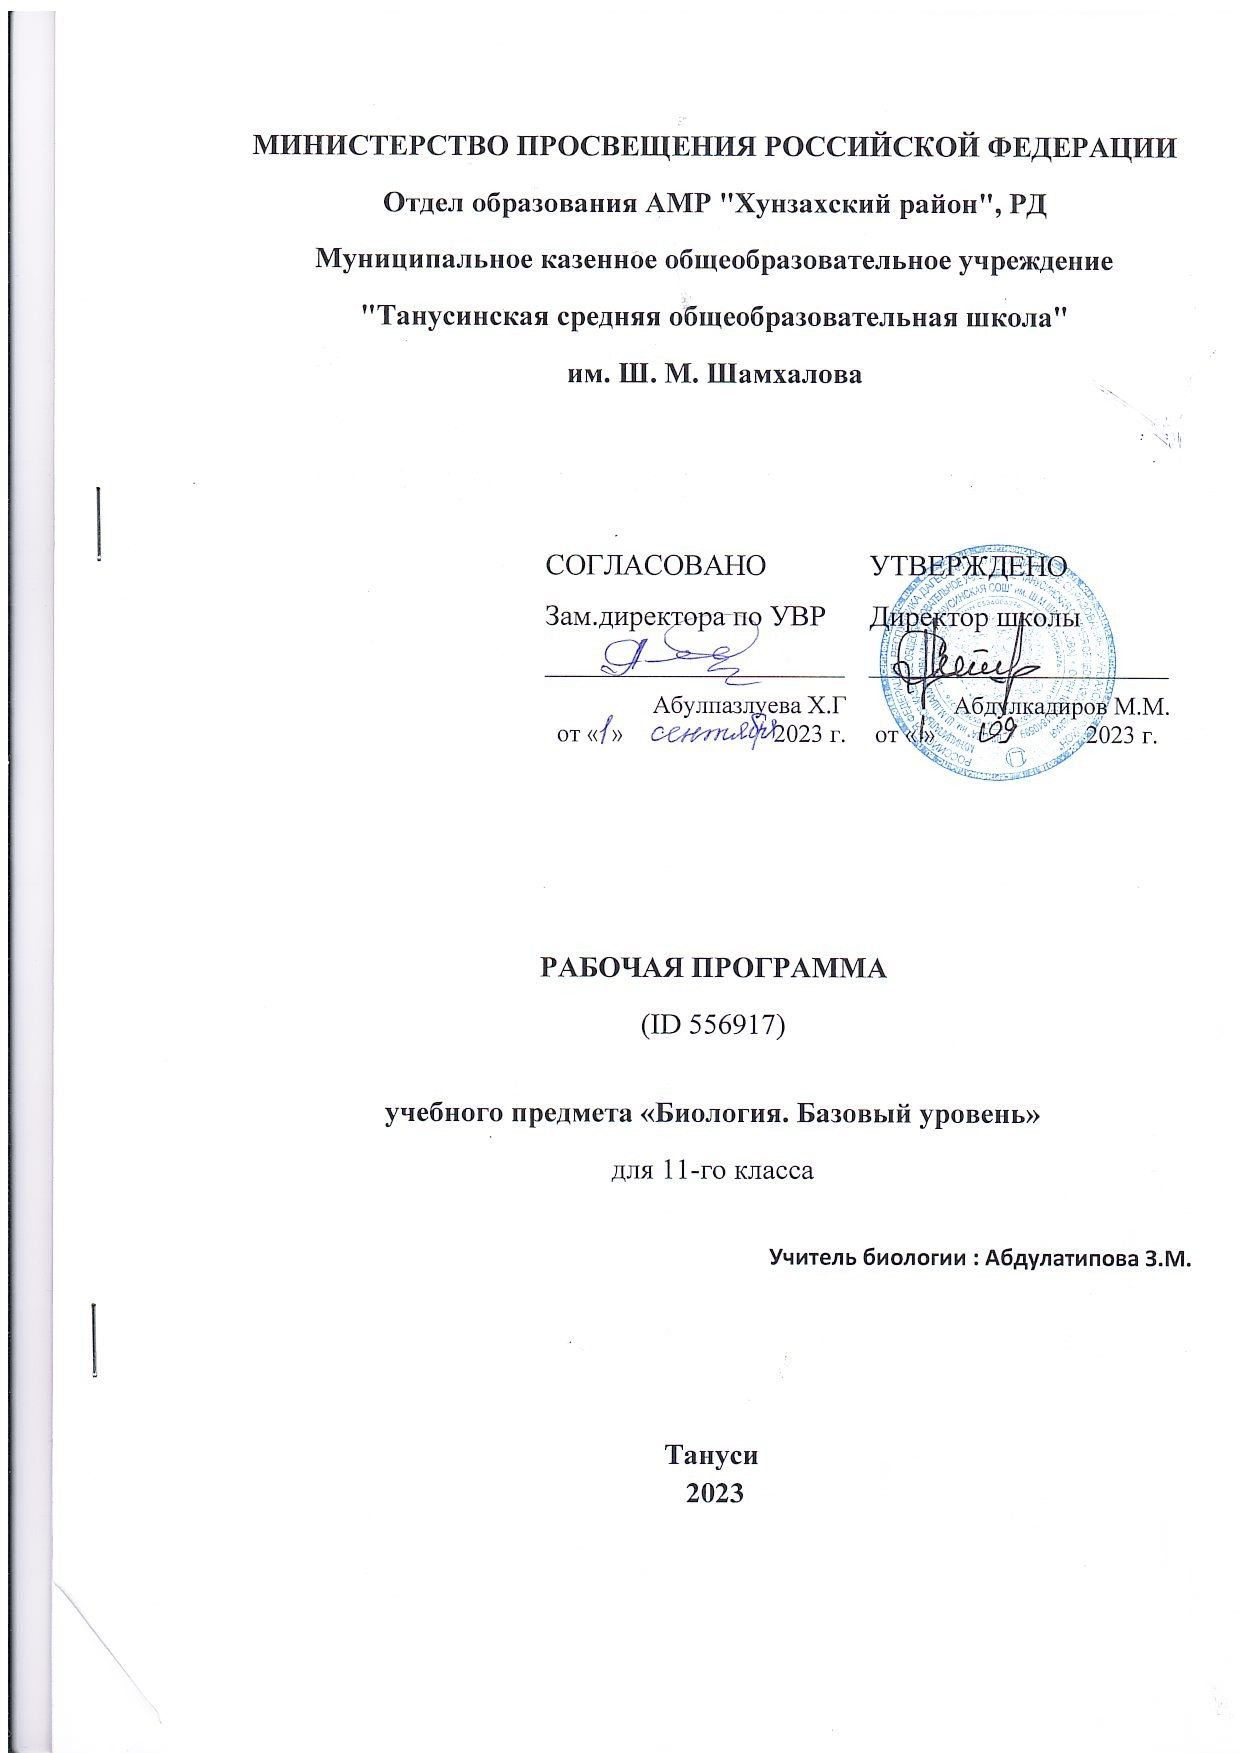 МИНИСТЕРСТВО ПРОСВЕЩЕНИЯ РОССИЙСКОЙ ФЕДЕРАЦИИ
Отдел образования АМР "Хунзахский район", РД
Муниципальное казенное общеобразовательное учреждение
"Танусинская средняя общеобразовательная школа"
им. Ш. М. Шамхалова
СОГЛАСОВАНО
Зам.директора по УВР
Абулпазлуева Х.Г
от «1» сентября 2023 г.
УТВЕРЖДЕНО
Директор школы
Абдулкадиров М.М.
от «1» 09 2023 г.
РАБОЧАЯ ПРОГРАММА
(ID 556917)
учебного предмета «Биология. Базовый уровень»
для 11-го класса
Учитель биологии : Абдулатипова З.М.
Тануси
2023